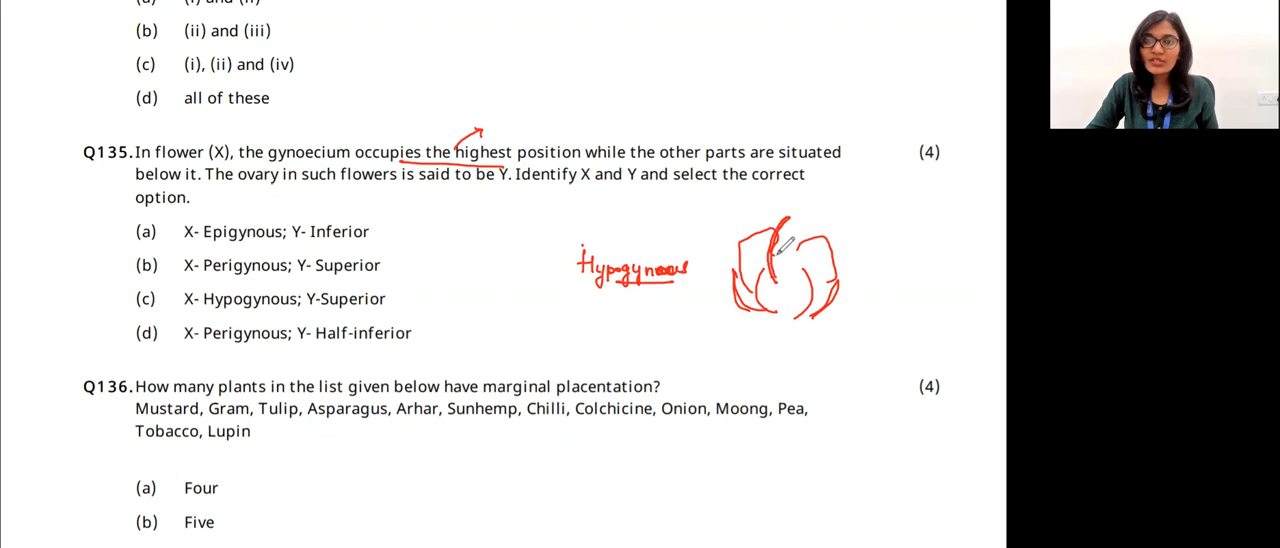 (i) and (ii)
(b) (ii) and (iii)
(c) (i), (ii) and (iv)
(d) all of these
Q135. In flower (X), the gynoecium occupies the highest position while the other parts are situated (4)
below it. The ovary in such flowers is said to be Y. Identify X and Y and select the correct
option.
(a) X- Epigynous; Y- Inferior
(b) X- Perigynous; Y- Superior
(c) X- Hypogynous; Y-Superior
(d) X- Perigynous; Y- Half-inferior
Hypogynous
Q136. How many plants in the list given below have marginal placentation? (4)
Mustard, Gram, Tulip, Asparagus, Arhar, Sunhemp, Chilli, Colchicine, Onion, Moong, Pea,
Tobacco, Lupin
(a) Four
(b) Five